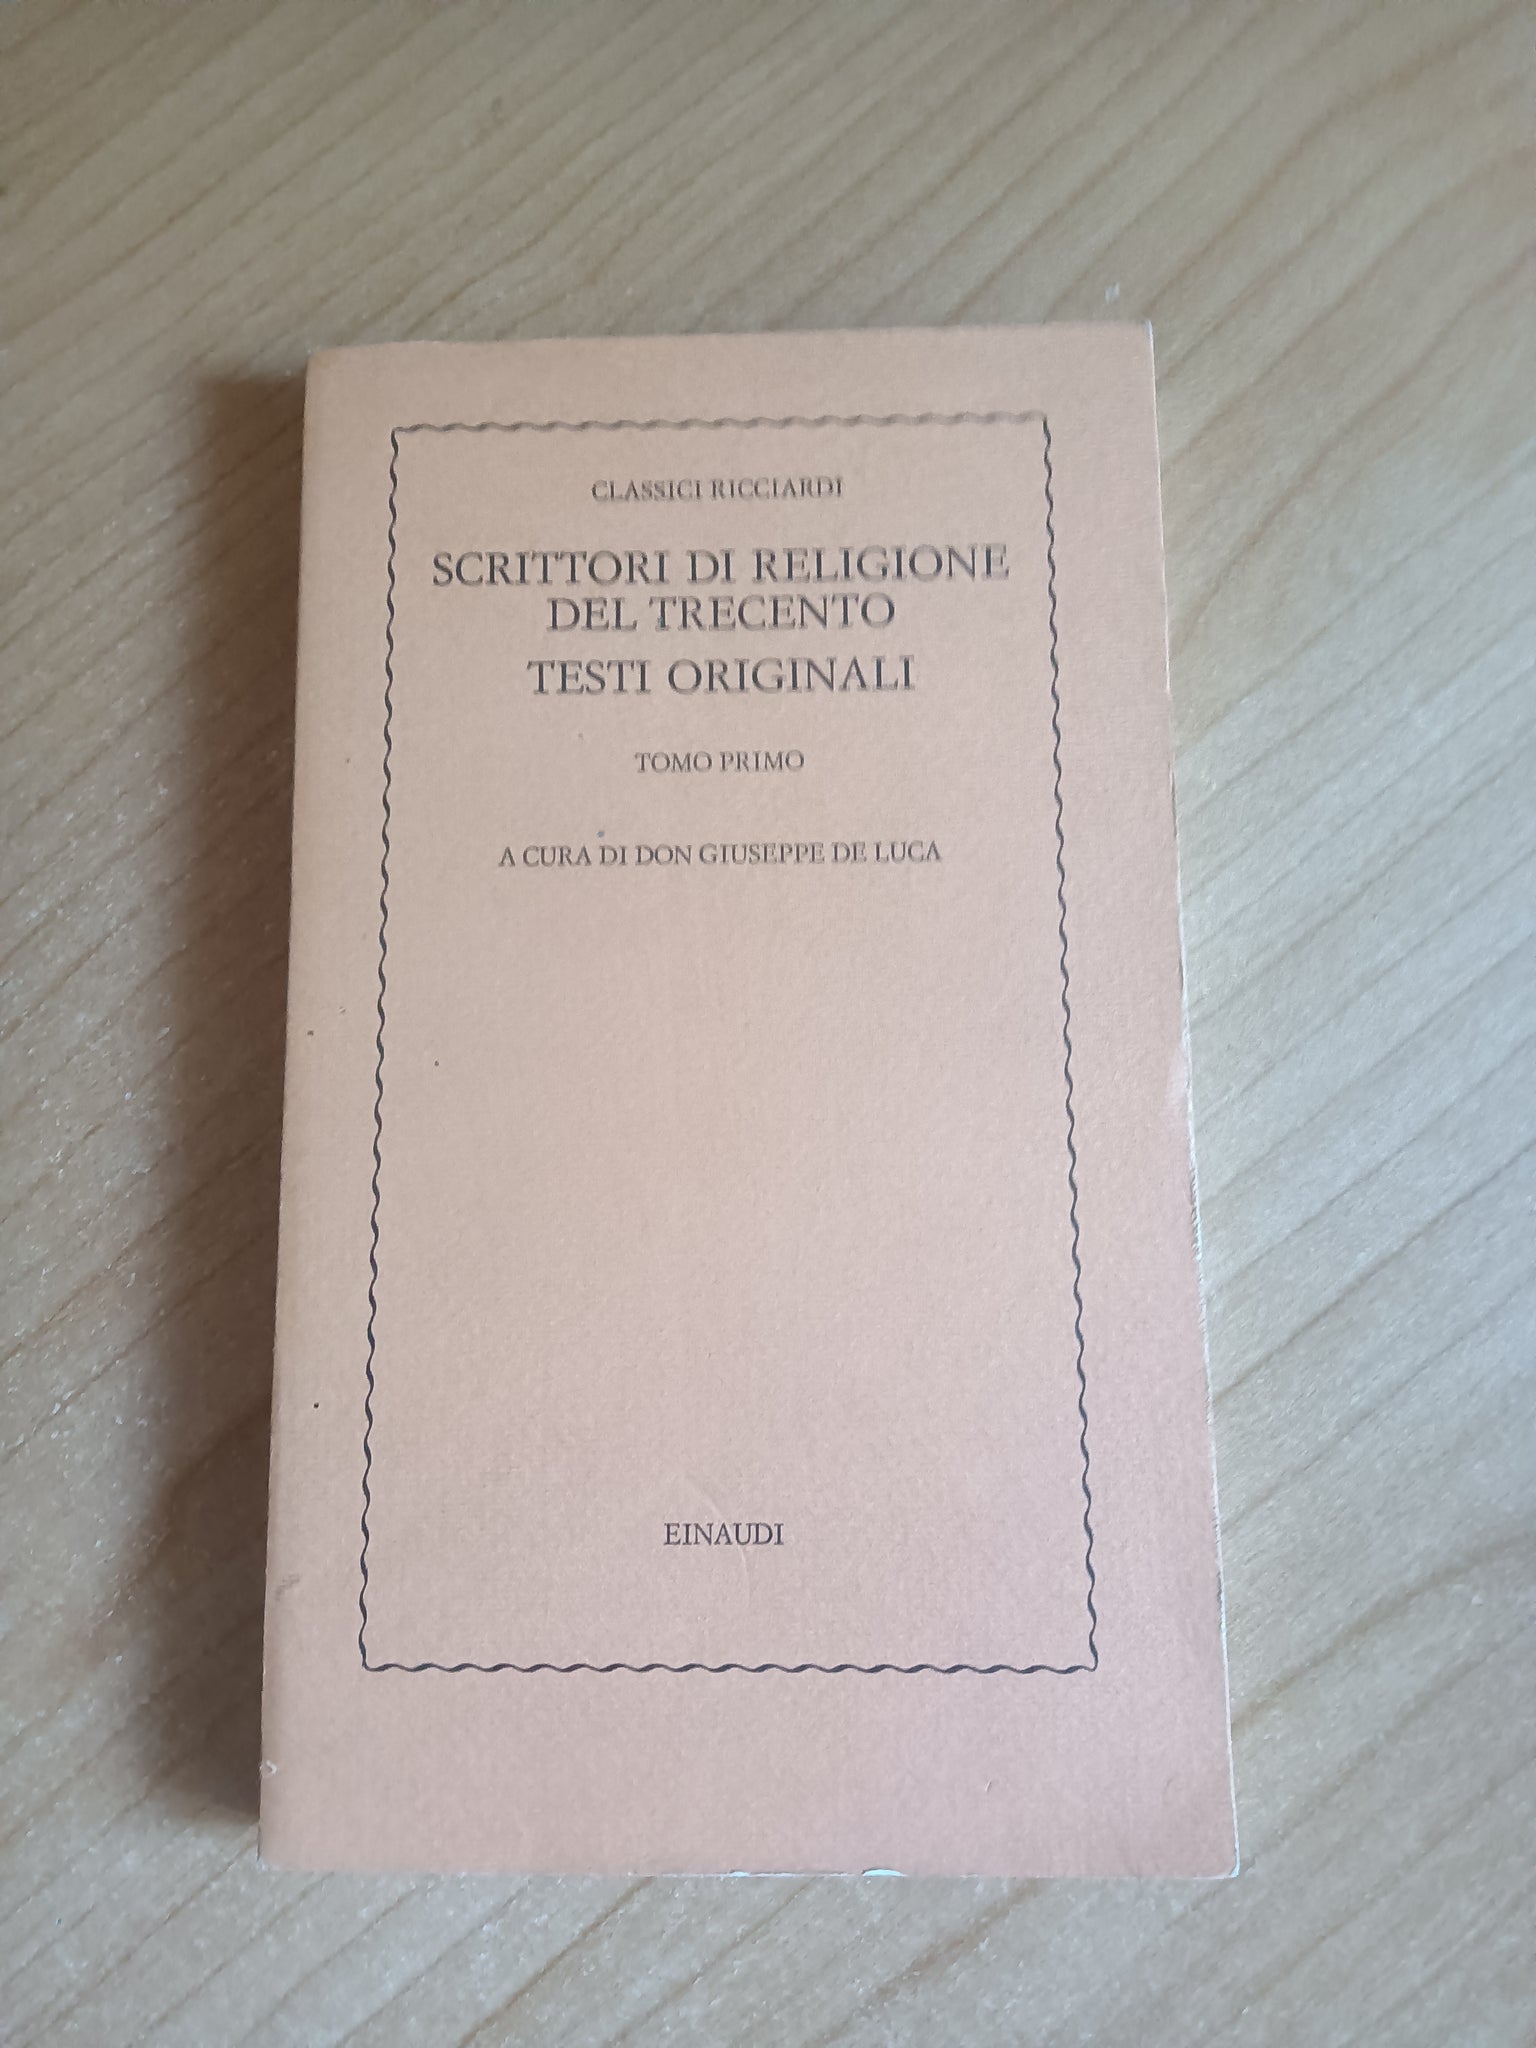 CLASSICI RICCIARDI
SCRITTORI DI RELIGIONE
DEL TRECENTO
TESTI ORIGINALI
TOMO PRIMO
A CURA DI DON GIUSEPPE DE LUCA
EINAUDI